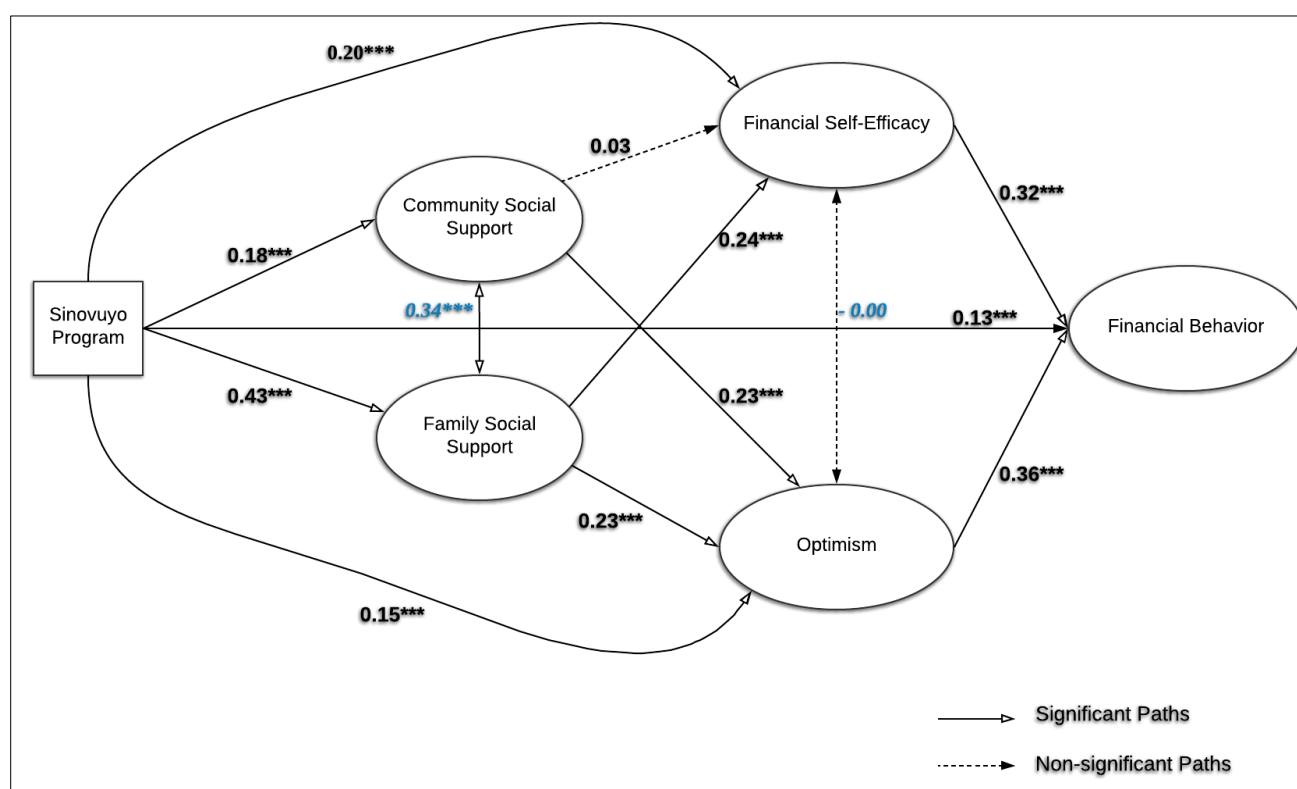 0.20***
Financial Self-Efficacy
0.03
Community Social
Support
0.32***
0.24***
0.18***
0.34***
- 0.00
Sinovuyo
Program
0.13***
Financial Behavior
0.43***
0.23***
Family Social
Support
0.36***
0.23***
Optimism
0.15***
Significant Paths
Non-significant Paths